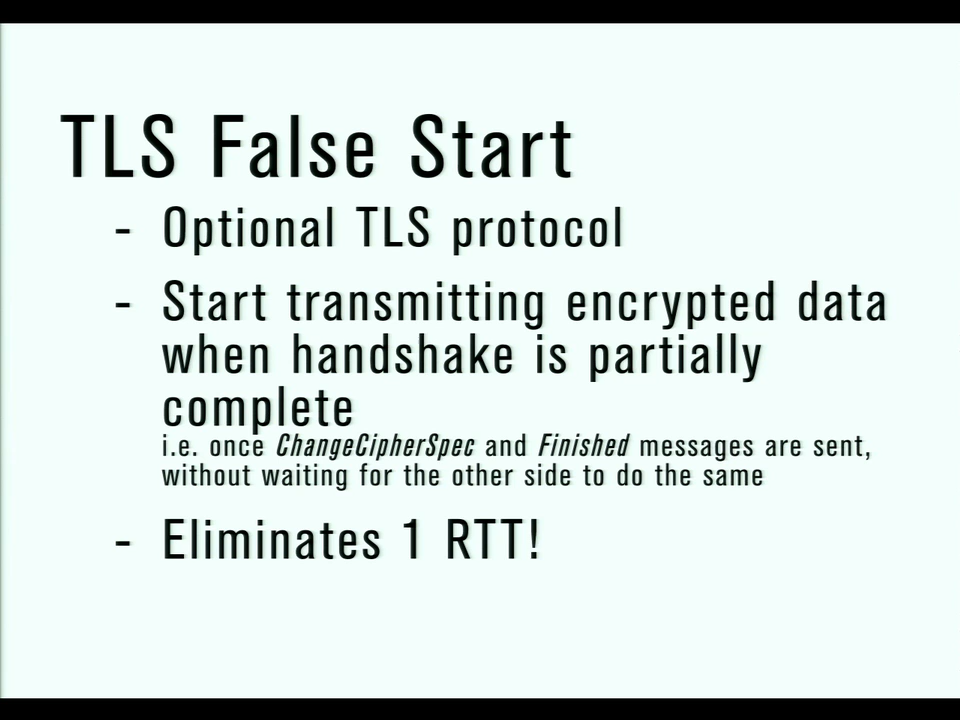 TLS False Start
- Optional TLS protocol
- Start transmitting encrypted data
when handshake is partially
complete
i.e. once ChangeCipherSpec and Finished messages are sent,
without waiting for the other side to do the same
- Eliminates 1 RTT!